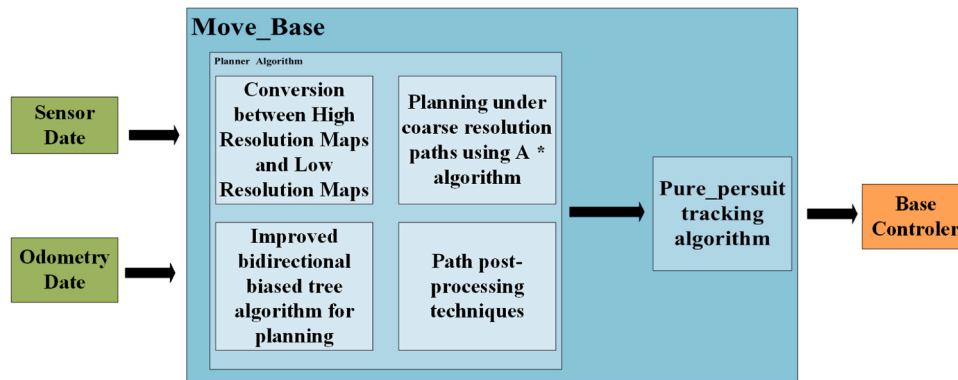 Move_Base
Planner Algorithm
Sensor
Date
Odometry
Date
Conversion
between High
Resolution Maps
and Low
Resolution Maps
Planning under
coarse resolution
paths using A *
algorithm
Improved
bidirectional
biased tree
algorithm for
planning
Path post-
processing
techniques
Pure_persuit
tracking
algorithm
Base
Controler